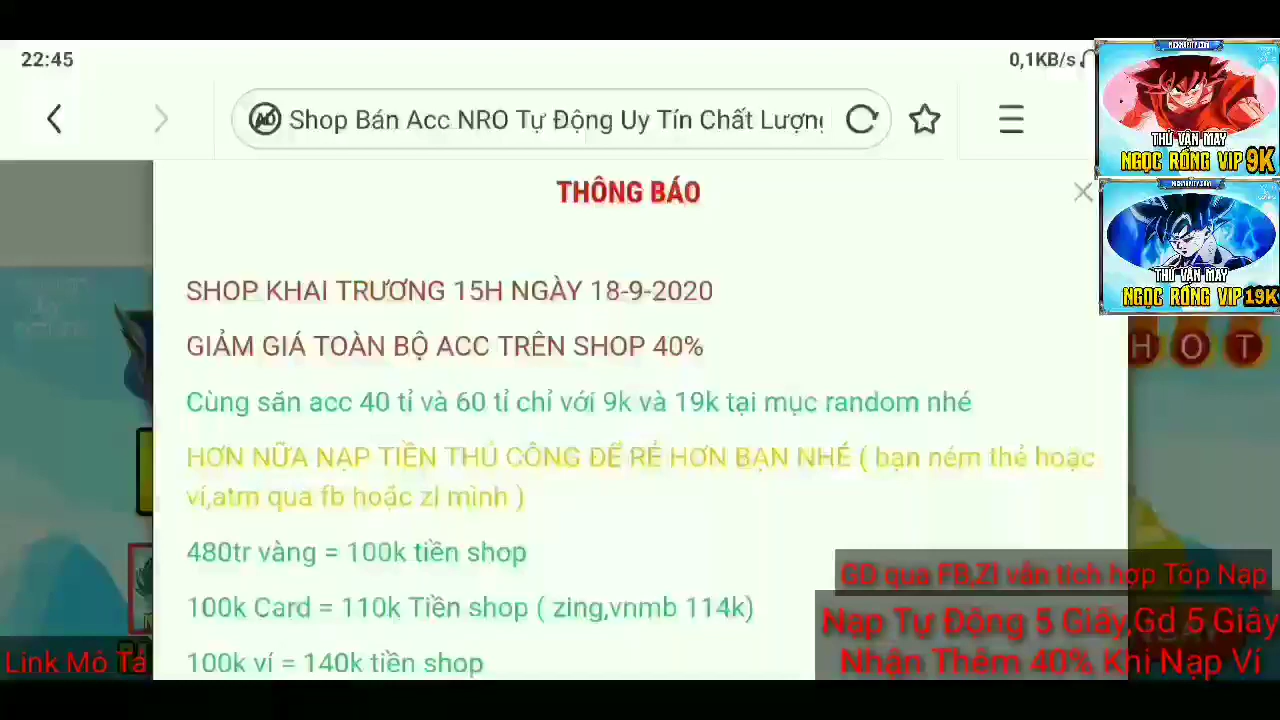 22:45
0,1KB/s
Shop Bán Acc NRO Tự Động Uy Tín Chất Lượn
THỬ VẬN MAY
NGỌC RỒNG VIP 9K
THÔNG BÁO
THỬ VẬN MAY
NGỌC RỒNG VIP 19K
SHOP KHAI TRƯƠNG 15H NGÀY 18-9-2020
GIẢM GIÁ TOÀN BỘ ACC TRÊN SHOP 40%
H O T
Cùng săn acc 40 tỉ và 60 tỉ chỉ với 9k và 19k tại mục random nhé
HƠN NỮA NẠP TIỀN THỦ CÔNG ĐỂ RẺ HƠN BẠN NHÉ ( bạn ném thẻ hoặc
ví,atm qua fb hoặc zl mình )
480tr vàng = 100k tiền shop
GD qua FB,Zl vẫn tích hợp Tốp Nạp
100k Card = 110k Tiền shop ( zing,vnmb 114k)
Nạp Tự Động 5 Giây,Gd 5 Giây
Link Mô Tả
100k ví = 140k tiền shop
Nhận Thêm 40% Khi Nạp Ví